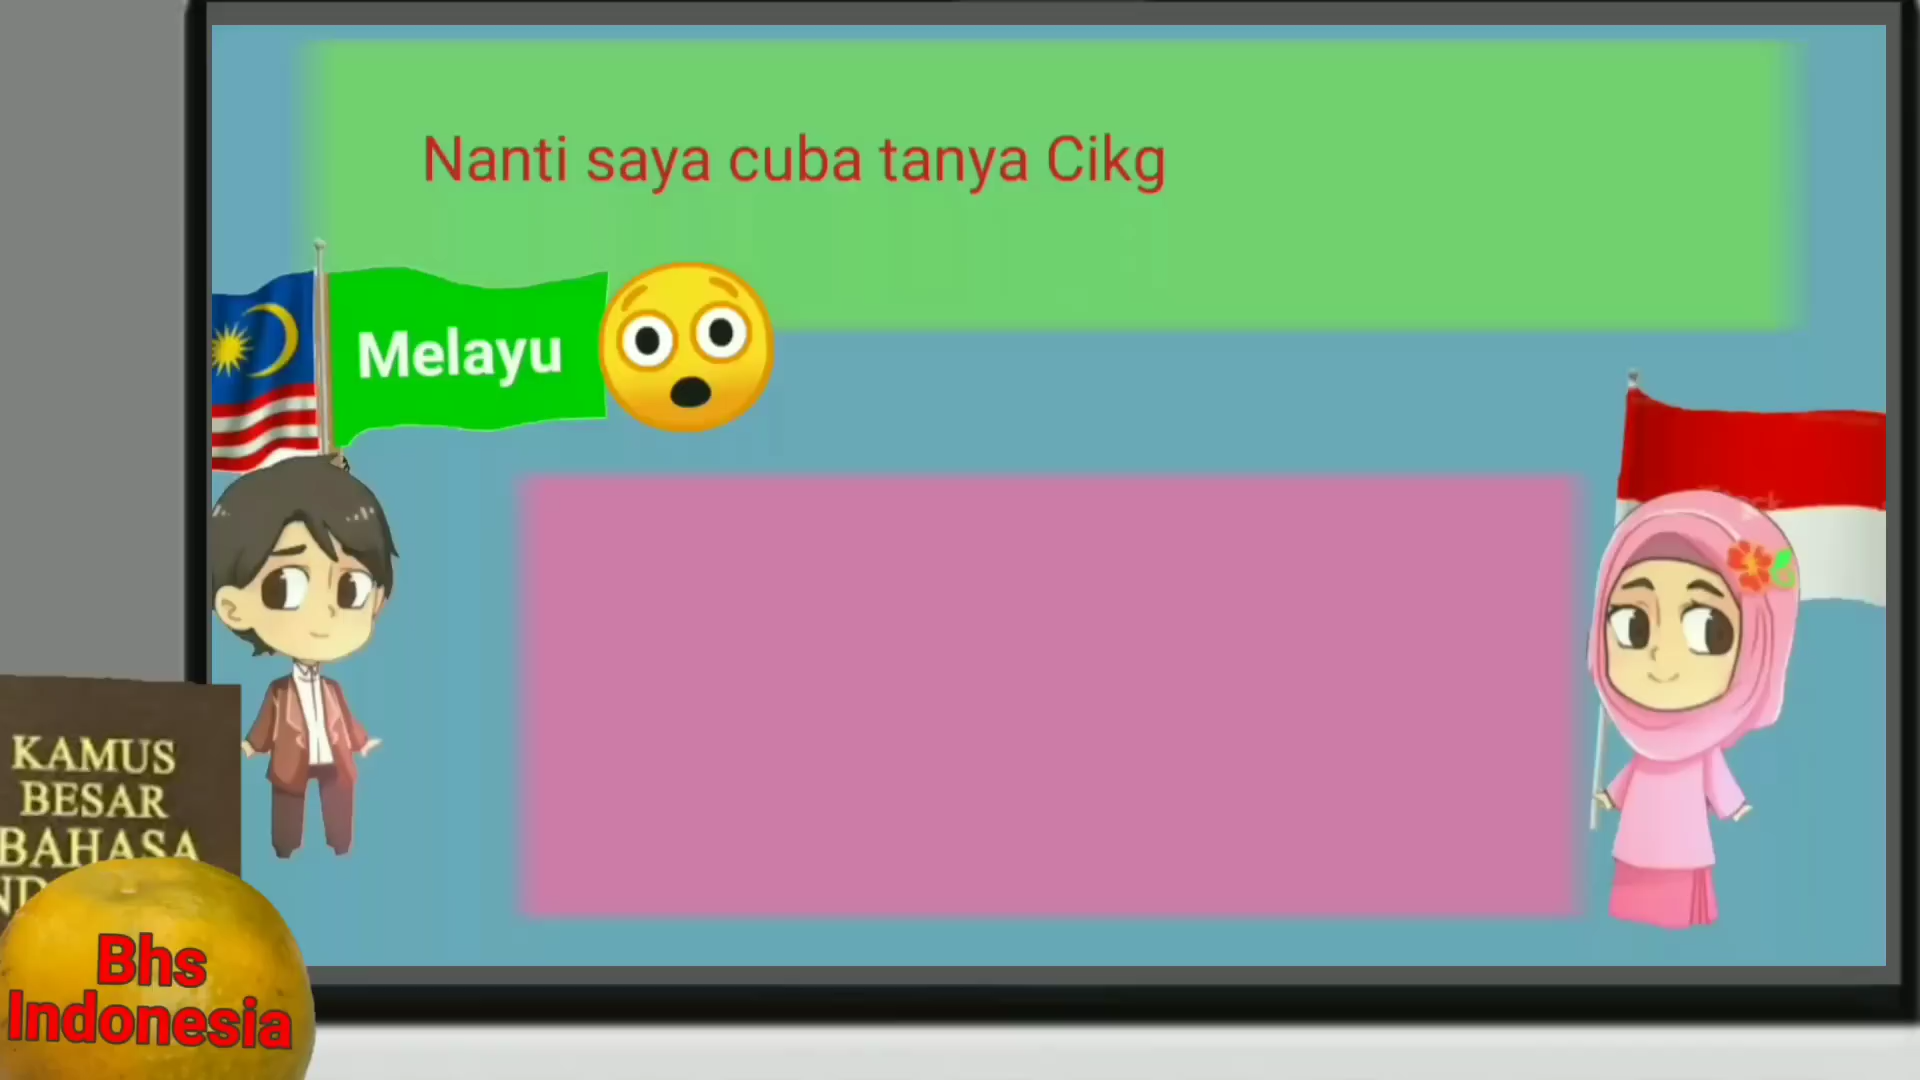 Nanti saya cuba tanya Cikg
Melayu
KAMUS
BESAR
BAHASA
Bhs
Indonesia